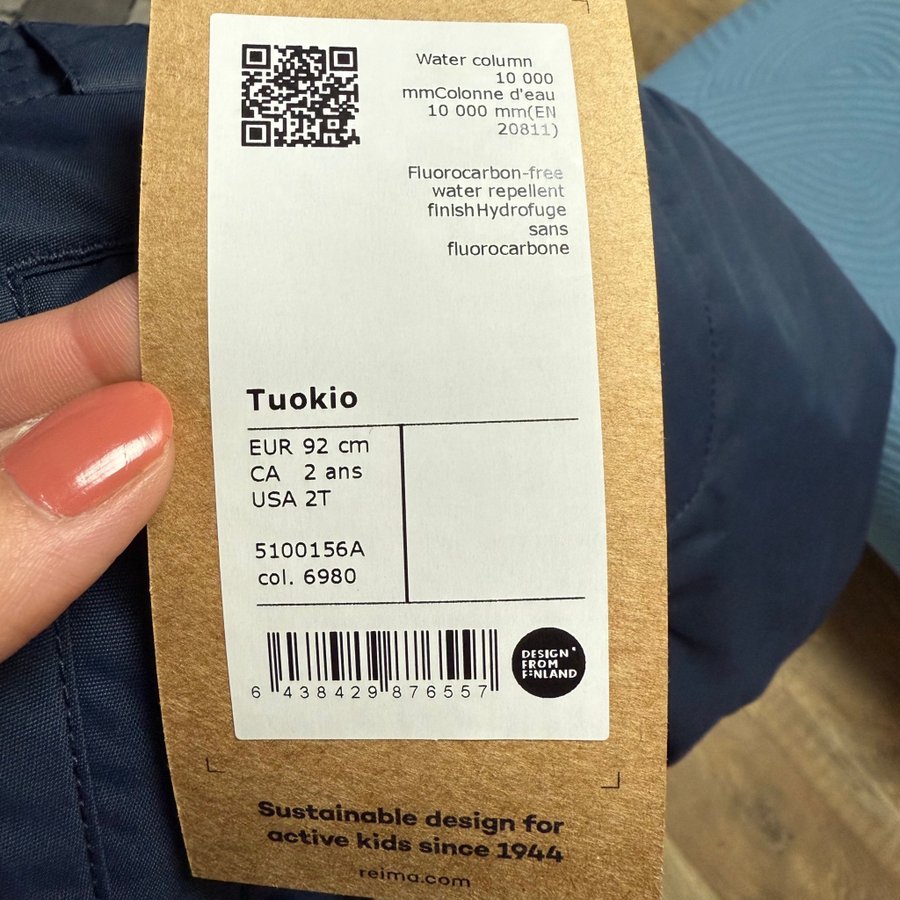 Water column
10 000
mmColonne d'eau
10 000 mm(EN
20811)
Fluorocarbon-free
water repellent
finishHydrofuge
sans
fluorocarbone
Tuokio
EUR 92 cm
CA 2 ans
USA 2T
5100156A
col. 6980
6 438429 876557
DESIGN
FROM
FINLAND
Sustainable design for
active kids since 1944
reima.com